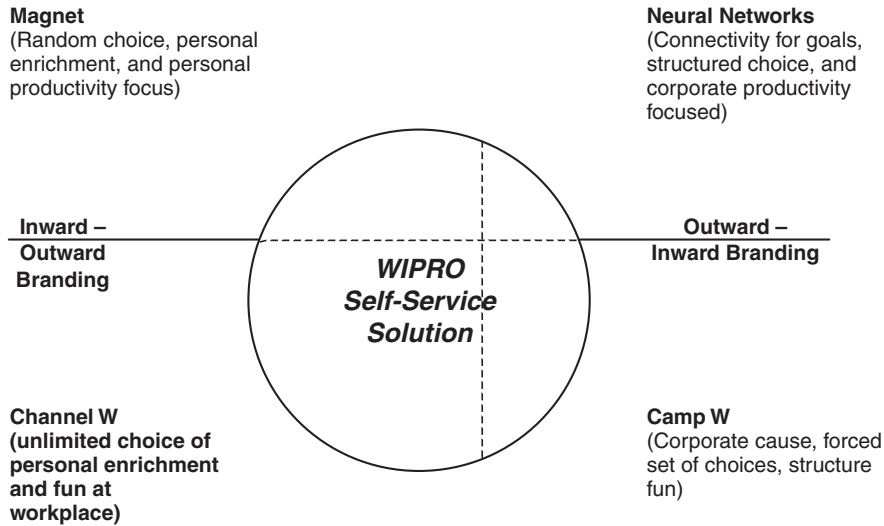 Magnet
(Random choice, personal
enrichment, and personal
productivity focus)
Neural Networks
(Connectivity for goals,
structured choice, and
corporate productivity
focused)
Inward –
Outward
Branding
Outward –
Inward Branding
WIPRO
Self-Service
Solution
Channel W
(unlimited choice of
personal enrichment
and fun at
workplace)
Camp W
(Corporate cause, forced
set of choices, structure
fun)